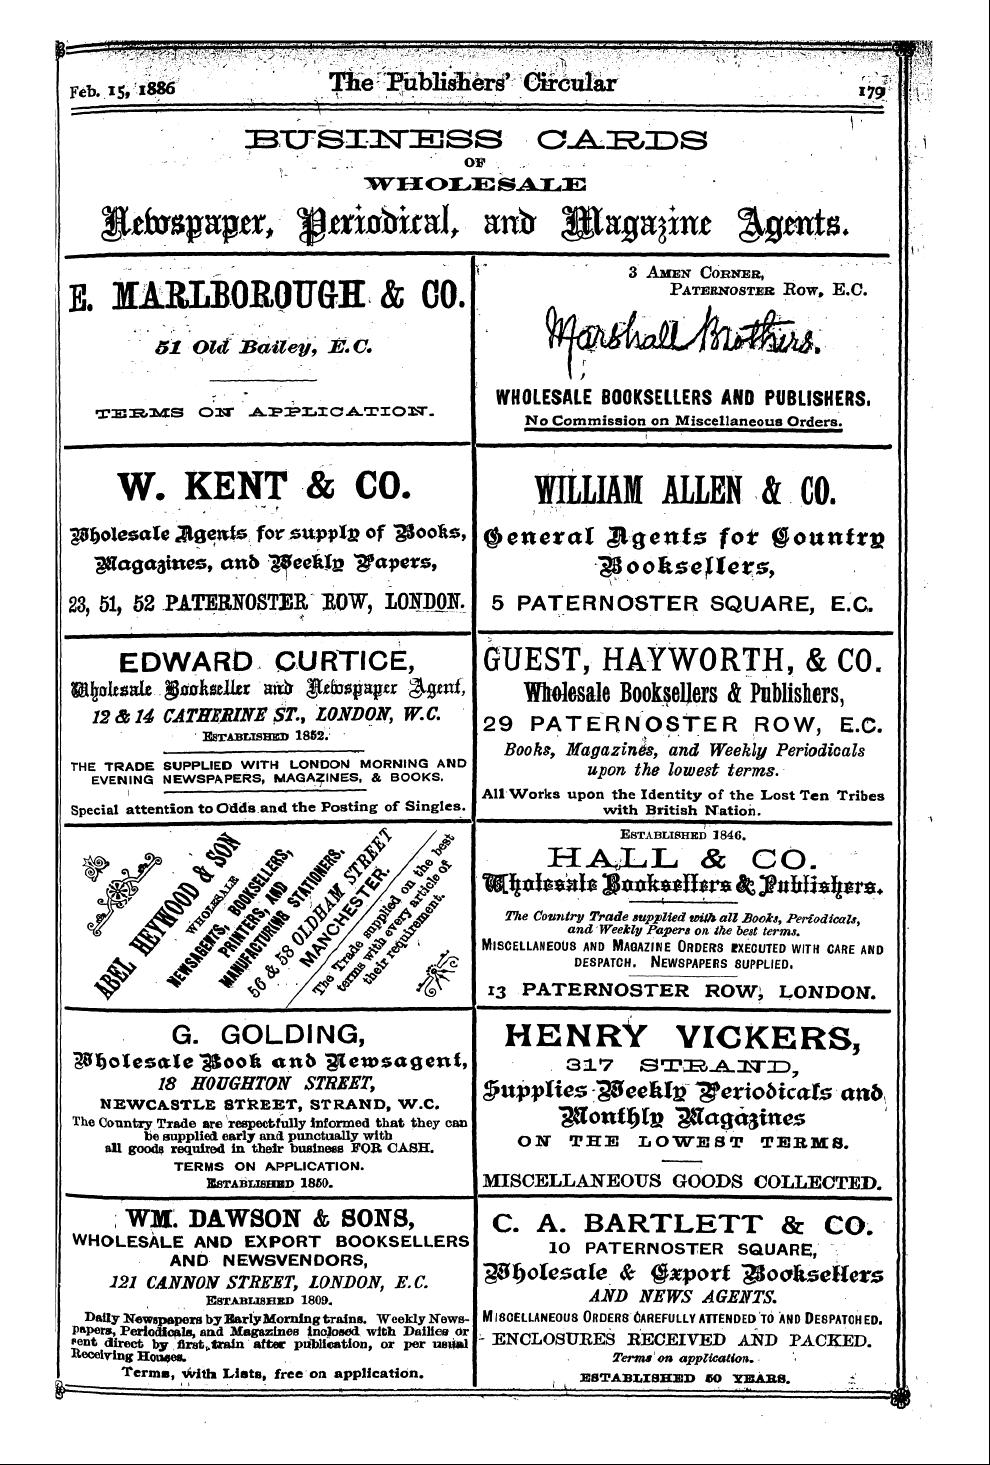 Feb. 15, 1886
The Publishers' Circular
179
BUSINESS CARDS
OF
WHOLESALE
Newspaper, Periodical, and Magazine Agents.
E. MARLBOROUGH & CO.
51 Old Bailey, E.C.
TERMS ON APPLICATION.
3 AMEN CORNER,
PATERNOSTER ROW, E.C.
Marshall Brothers.
WHOLESALE BOOKSELLERS AND PUBLISHERS.
No Commission on Miscellaneous Orders.
W. KENT & CO.
Wholesale Agents for supply of Books,
Magazines, and Weekly Papers,
23, 51, 52 PATERNOSTER ROW, LONDON.
WILLIAM ALLEN & CO.
General Agents for Country
Booksellers,
5 PATERNOSTER SQUARE, E.C.
EDWARD CURTICE,
Wholesale Bookseller and Newspaper Agent,
12 & 14 CATHERINE ST., LONDON, W.C.
ESTABLISHED 1852.
THE TRADE SUPPLIED WITH LONDON MORNING AND
EVENING NEWSPAPERS, MAGAZINES, & BOOKS.
Special attention to Odds and the Posting of Singles.
GUEST, HAYWORTH, & CO.
Wholesale Booksellers & Publishers,
29 PATERNOSTER ROW, E.C.
Books, Magazines, and Weekly Periodicals
upon the lowest terms.
All Works upon the Identity of the Lost Ten Tribes
with British Nation.
ABEL HEYWOOD & SON
WHOLESALE
NEWSAGENTS, BOOKSELLERS,
PRINTERS, AND
MANUFACTURING STATIONERS.
56 & 58 OLDHAM STREET
MANCHESTER.
The Trade supplied on the best
terms with every article of
their requirement.
ESTABLISHED 1846.
HALL & CO.
Wholesale Booksellers & Publishers.
The Country Trade supplied with all Books, Periodicals,
and Weekly Papers on the best terms.
MISCELLANEOUS AND MAGAZINE ORDERS EXECUTED WITH CARE AND
DESPATCH. NEWSPAPERS SUPPLIED.
13 PATERNOSTER ROW, LONDON.
G. GOLDING,
Wholesale Book and Newsagent,
18 HOUGHTON STREET,
NEWCASTLE STREET, STRAND, W.C.
The Country Trade are respectfully informed that they can
be supplied early and punctually with
all goods required in their business FOR CASH.
TERMS ON APPLICATION.
ESTABLISHED 1850.
HENRY VICKERS,
317 STRAND,
Supplies Weekly Periodicals and
Monthly Magazines
ON THE LOWEST TERMS.
MISCELLANEOUS GOODS COLLECTED.
WM. DAWSON & SONS,
WHOLESALE AND EXPORT BOOKSELLERS
AND NEWSVENDORS,
121 CANNON STREET, LONDON, E.C.
ESTABLISHED 1809.
Daily Newspapers by Early Morning trains. Weekly News-
papers, Periodicals, and Magazines inclosed with Dailies or
sent direct by first train after publication, or per usual
Receiving Houses.
Terms, with Lists, free on application.
C. A. BARTLETT & CO.
10 PATERNOSTER SQUARE,
Wholesale & Export Booksellers
AND NEWS AGENTS.
MISCELLANEOUS ORDERS CAREFULLY ATTENDED TO AND DESPATCHED.
ENCLOSURES RECEIVED AND PACKED.
Terms on application.
ESTABLISHED 50 YEARS.